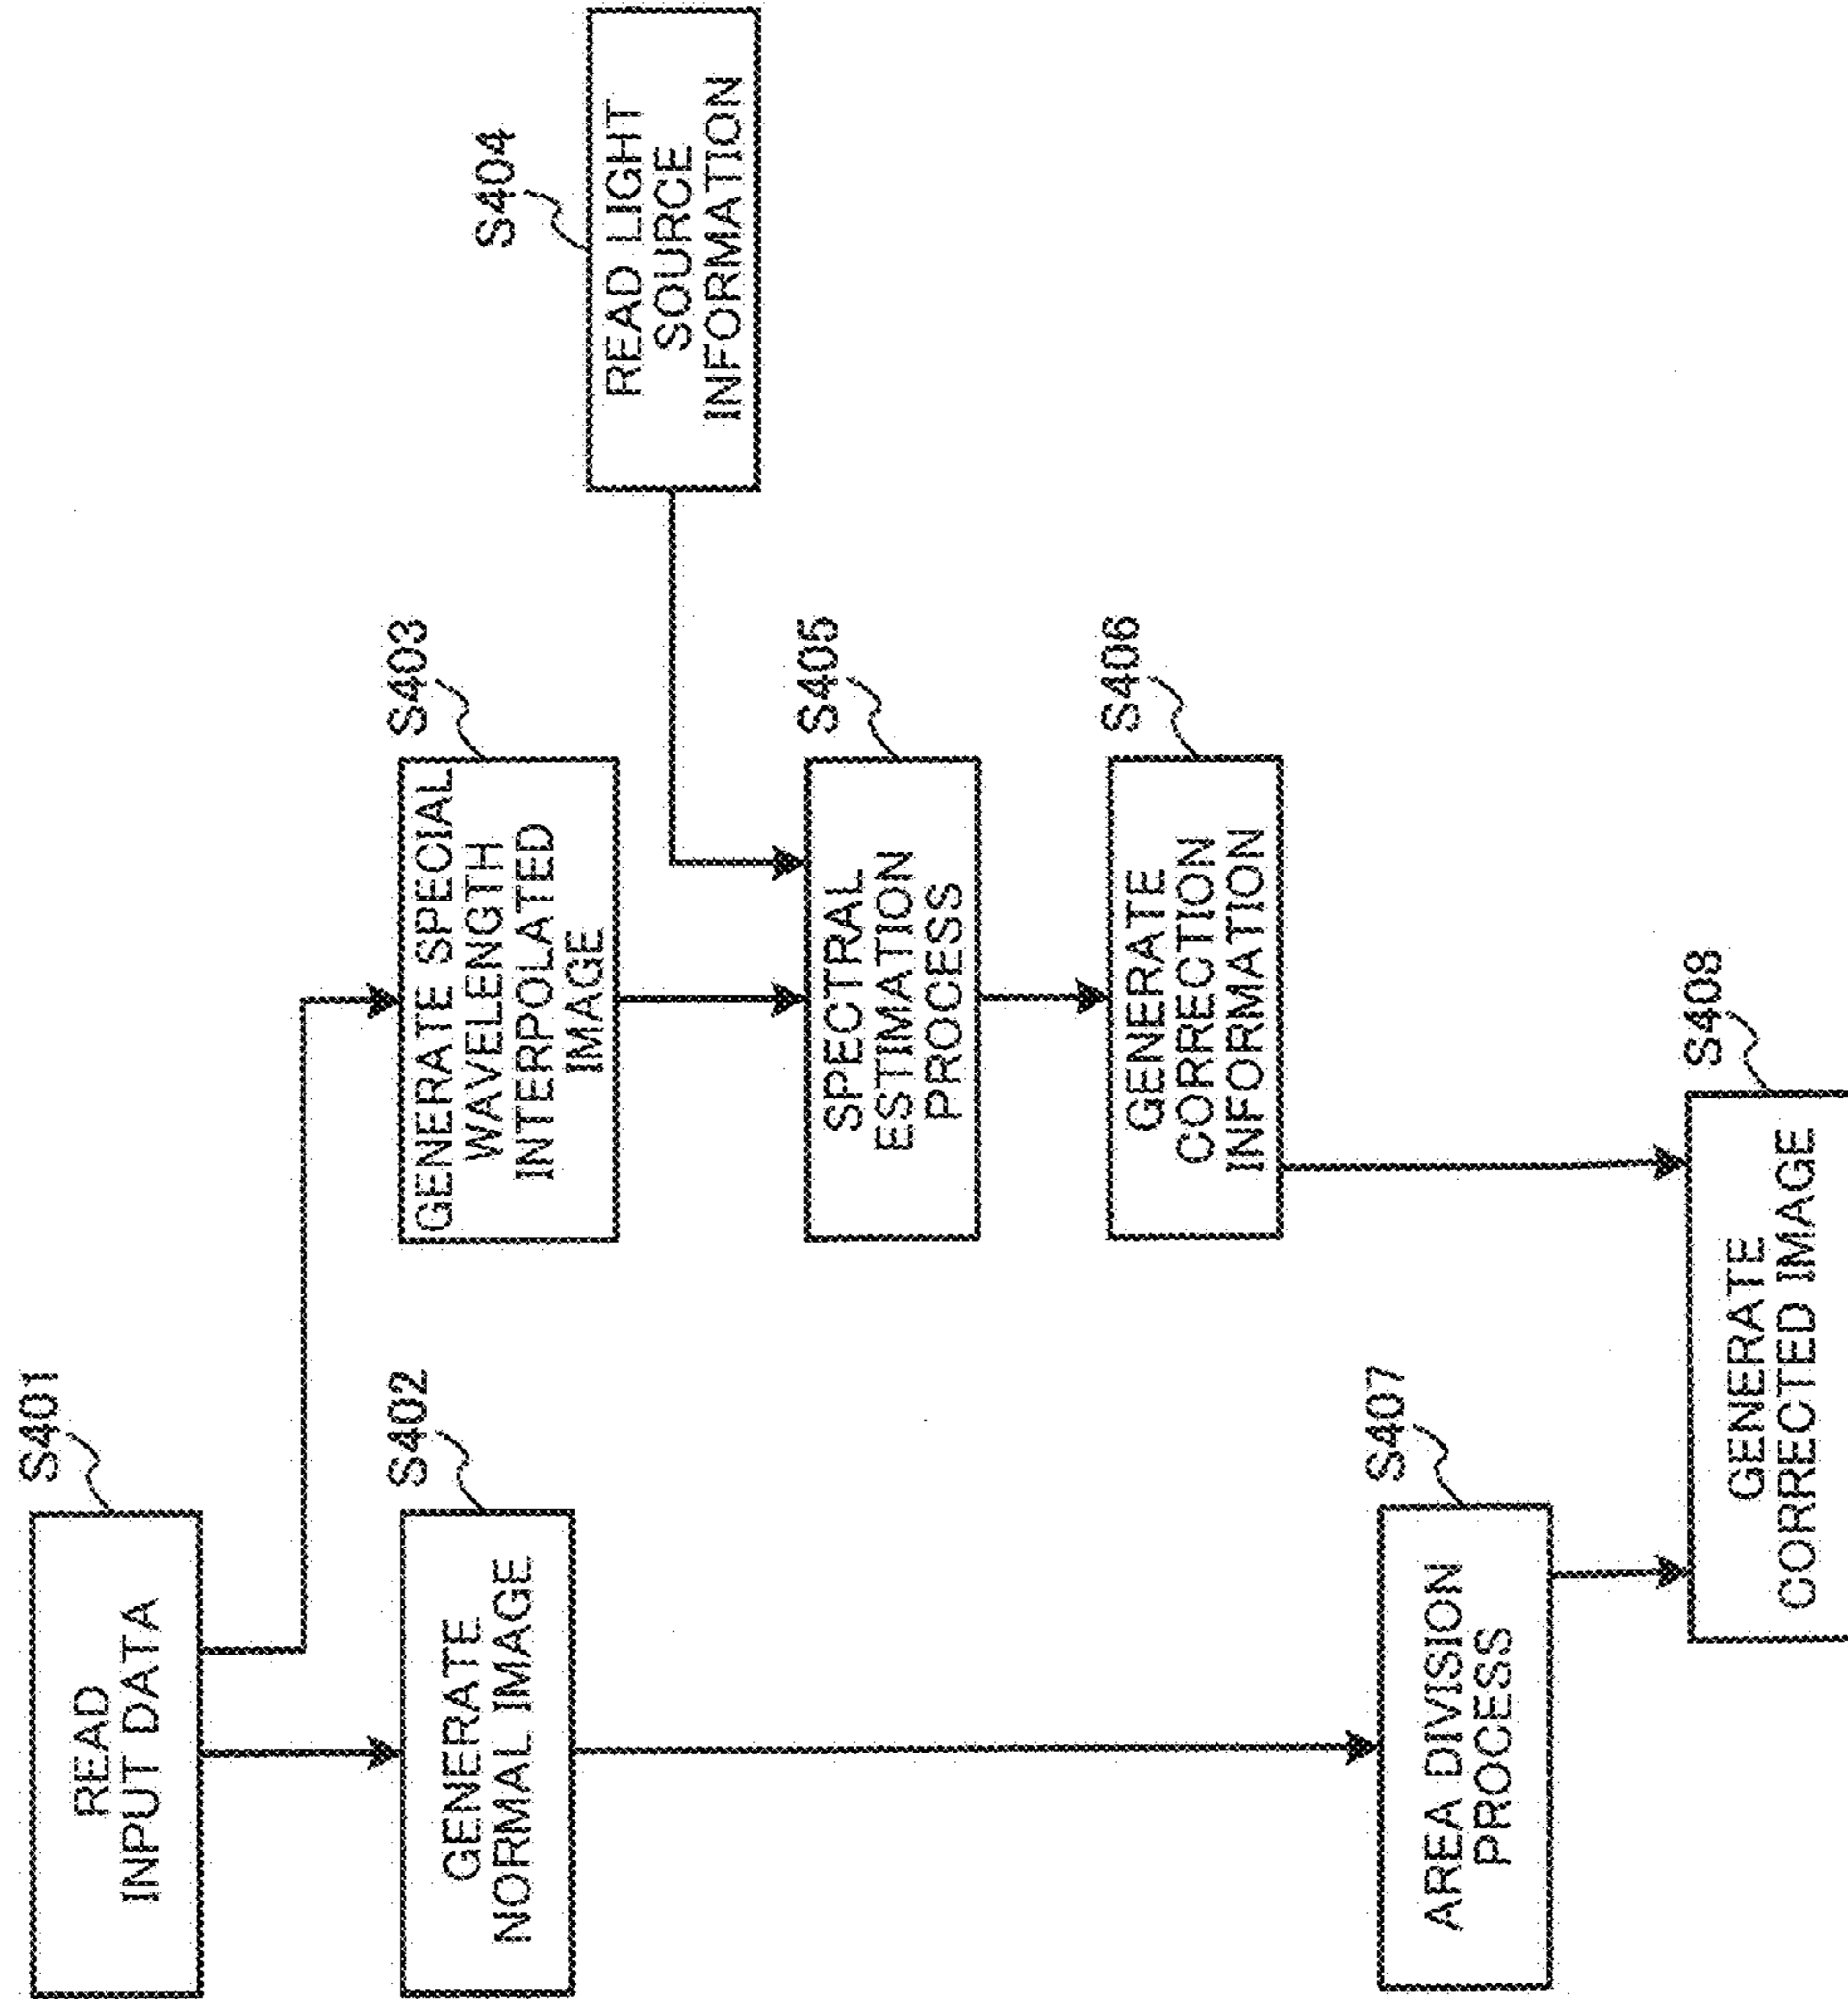 S401
READ
INPUT DATA
S402
GENERATE
NORMAL IMAGE
S403
GENERATE SPECIAL
WAVELENGTH
INTERPOLATED
IMAGE
S404
READ LIGHT
SOURCE
INFORMATION
S405
SPECTRAL
ESTIMATION
PROCESS
S406
GENERATE
CORRECTION
INFORMATION
S407
AREA DIVISION
PROCESS
S408
GENERATE
CORRECTED IMAGE